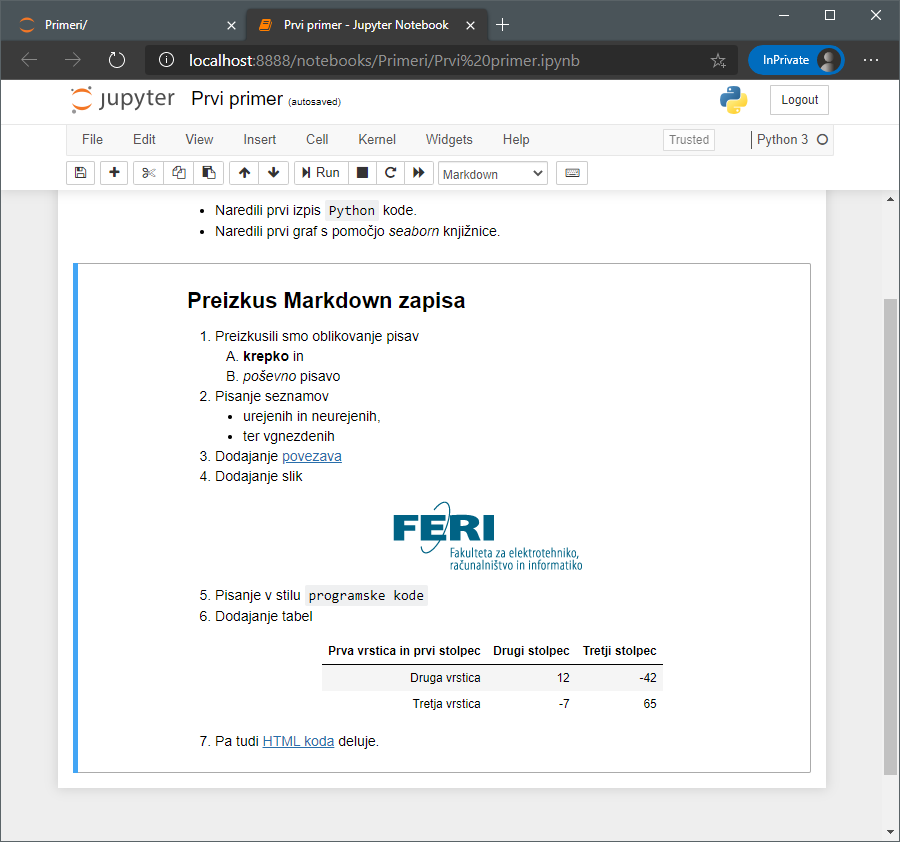 Primeri/
Prvi primer - Jupyter Notebook
localhost:8888/notebooks/Primeri/Prvi%20primer.ipynb
InPrivate
jupyter Prvi primer (autosaved)
Logout
File Edit View Insert Cell Kernel Widgets Help
Trusted
Python 3
Run
Markdown
• Naredili prvi izpis Python kode.
• Naredili prvi graf s pomočjo seaborn knjižnice.
Preizkus Markdown zapisa
1. Preizkusili smo oblikovanje pisav
A. krepko in
B. poševno pisavo
2. Pisanje seznamov
• urejenih in neurejenih,
• ter vgnezdenih
3. Dodajanje povezava
4. Dodajanje slik
FERI
Fakulteta za elektrotehniko,
računalništvo in informatiko
5. Pisanje v stilu programske kode
6. Dodajanje tabel
Prva vrstica in prvi stolpec Drugi stolpec Tretji stolpec
Druga vrstica 12 -42
Tretja vrstica -7 65
7. Pa tudi HTML koda deluje.